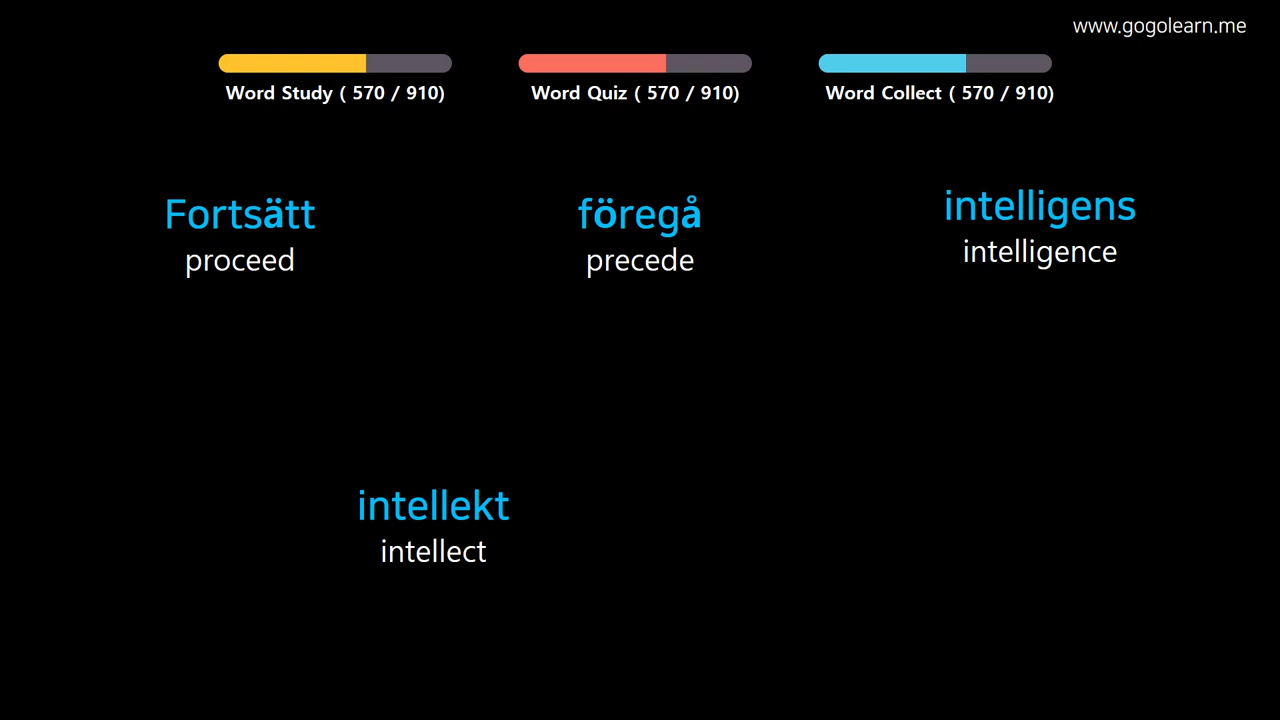 www.gogolearn.me
Word Study ( 570 / 910)
Word Quiz ( 570 / 910)
Word Collect ( 570 / 910)
Fortsätt
proceed
föregå
precede
intelligens
intelligence
intellekt
intellect